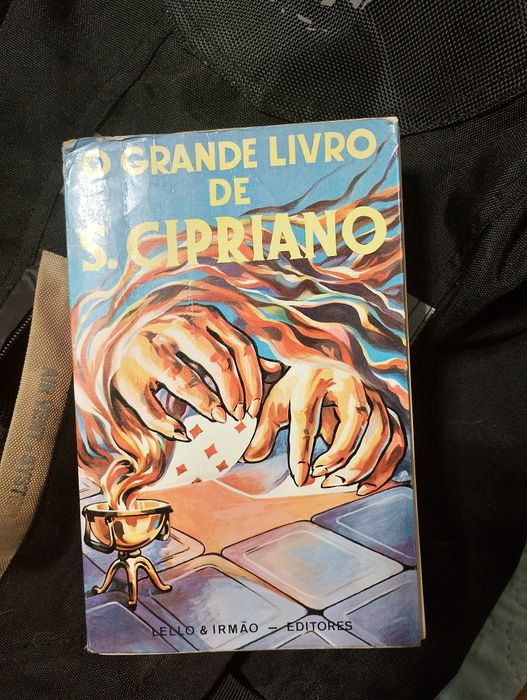 O GRANDE LIVRO
DE
S. CIPRIANO
LELLO & IRMÃO — EDITORES